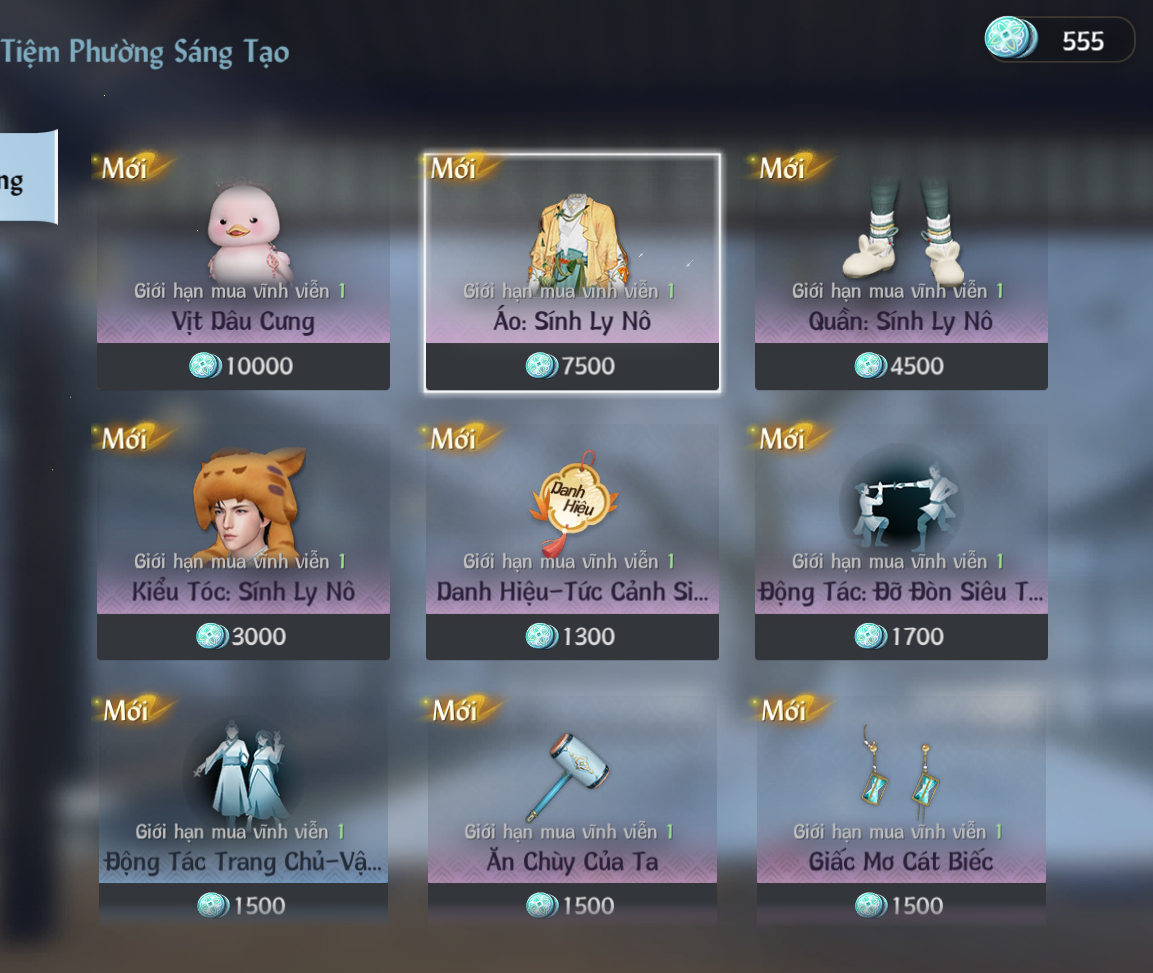 Tiệm Phường Sáng Tạo
555
ng
Mới
Giới hạn mua vĩnh viễn 1
Vịt Dâu Cưng
10000
Mới
Giới hạn mua vĩnh viễn 1
Áo: Sính Ly Nô
7500
Mới
Giới hạn mua vĩnh viễn 1
Quần: Sính Ly Nô
4500
Mới
Giới hạn mua vĩnh viễn 1
Kiểu Tóc: Sính Ly Nô
3000
Mới
Danh
Hiệu
Giới hạn mua vĩnh viễn 1
Danh Hiệu-Tức Cảnh Si...
1300
Mới
Giới hạn mua vĩnh viễn 1
Động Tác: Đỡ Đòn Siêu T...
1700
Mới
Giới hạn mua vĩnh viễn 1
Động Tác Trang Chủ-Vậ...
1500
Mới
Giới hạn mua vĩnh viễn 1
Ăn Chùy Của Ta
1500
Mới
Giới hạn mua vĩnh viễn 1
Giấc Mơ Cát Biếc
1500